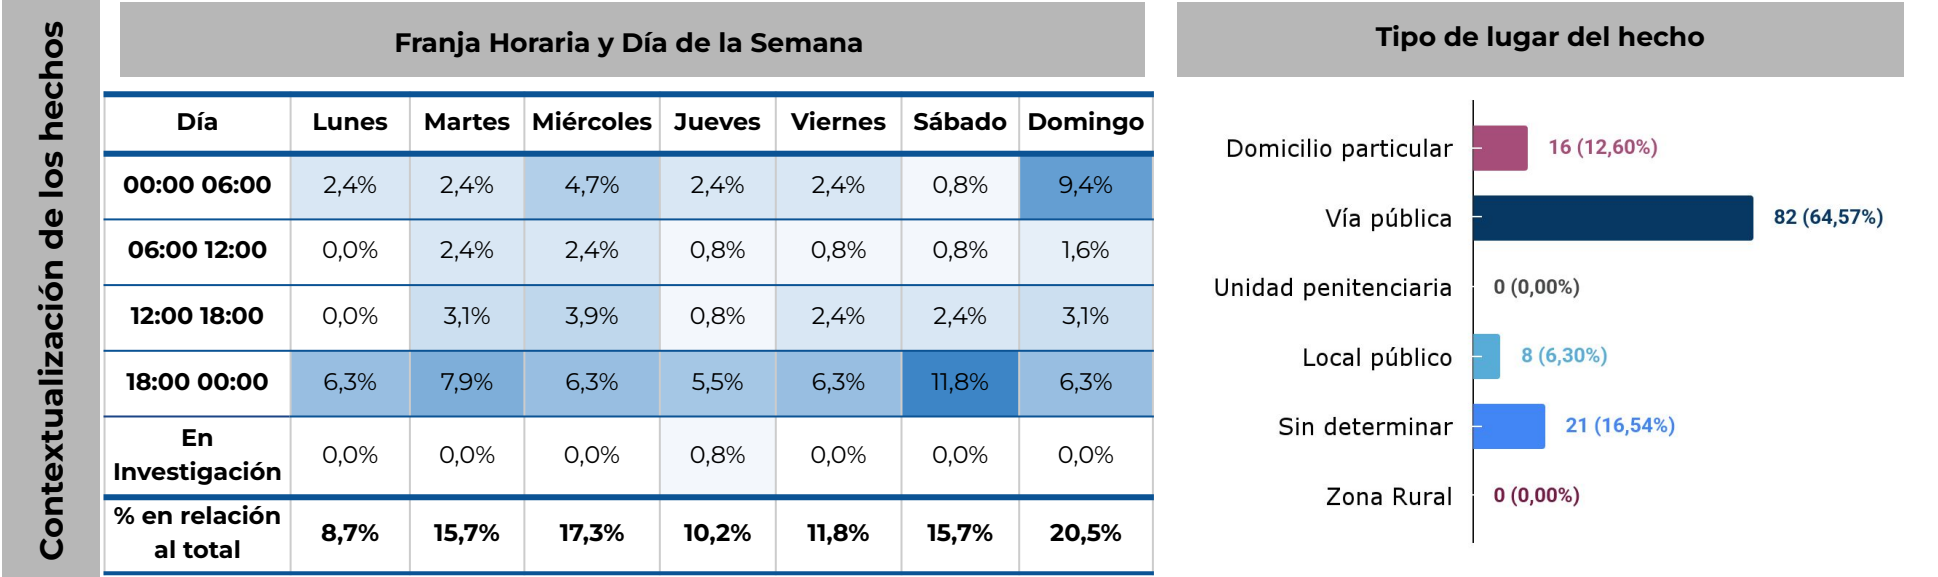 Contextualización de los hechos
Franja Horaria y Día de la Semana
Día Lunes Martes Miércoles Jueves Viernes Sábado Domingo
00:00 06:00 2,4% 2,4% 4,7% 2,4% 2,4% 0,8% 9,4%
06:00 12:00 0,0% 2,4% 2,4% 0,8% 0,8% 0,8% 1,6%
12:00 18:00 0,0% 3,1% 3,9% 0,8% 2,4% 2,4% 3,1%
18:00 00:00 6,3% 7,9% 6,3% 5,5% 6,3% 11,8% 6,3%
En
Investigación 0,0% 0,0% 0,0% 0,8% 0,0% 0,0% 0,0%
% en relación
al total 8,7% 15,7% 17,3% 10,2% 11,8% 15,7% 20,5%
Tipo de lugar del hecho
Domicilio particular 16 (12,60%)
Vía pública 82 (64,57%)
Unidad penitenciaria 0 (0,00%)
Local público 8 (6,30%)
Sin determinar 21 (16,54%)
Zona Rural 0 (0,00%)